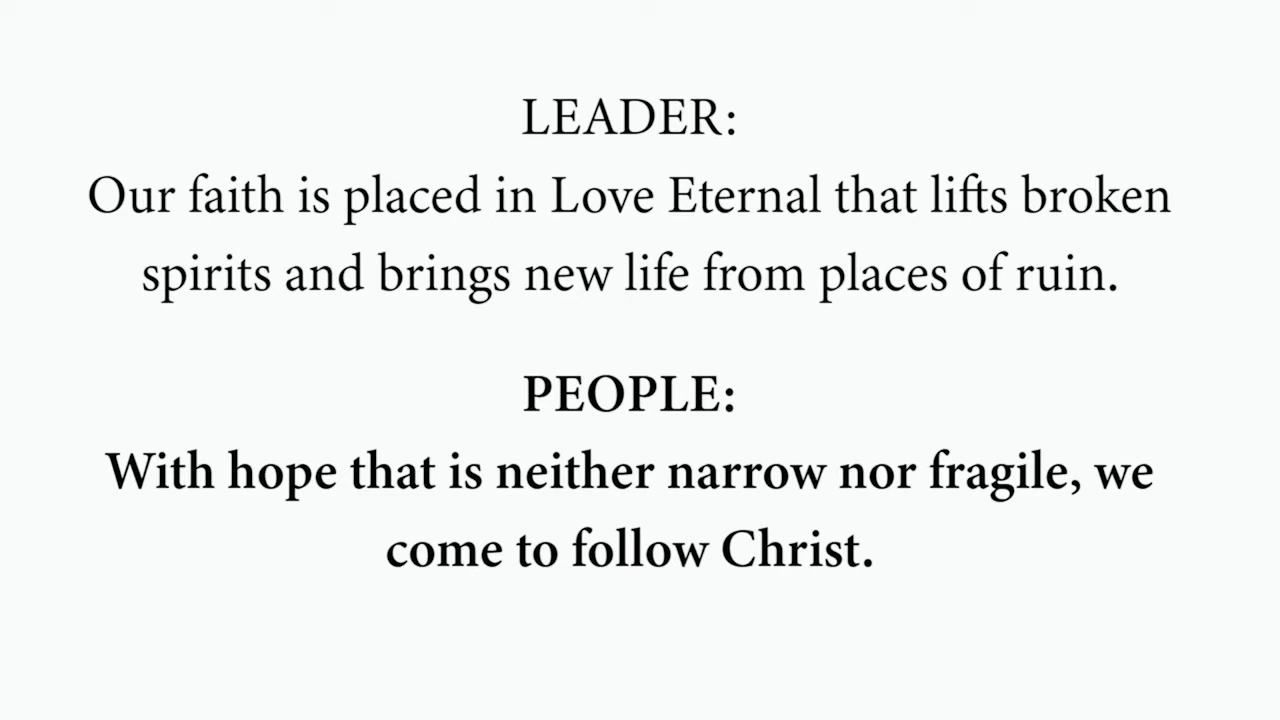 LEADER:
Our faith is placed in Love Eternal that lifts broken
spirits and brings new life from places of ruin.
PEOPLE:
With hope that is neither narrow nor fragile, we
come to follow Christ.